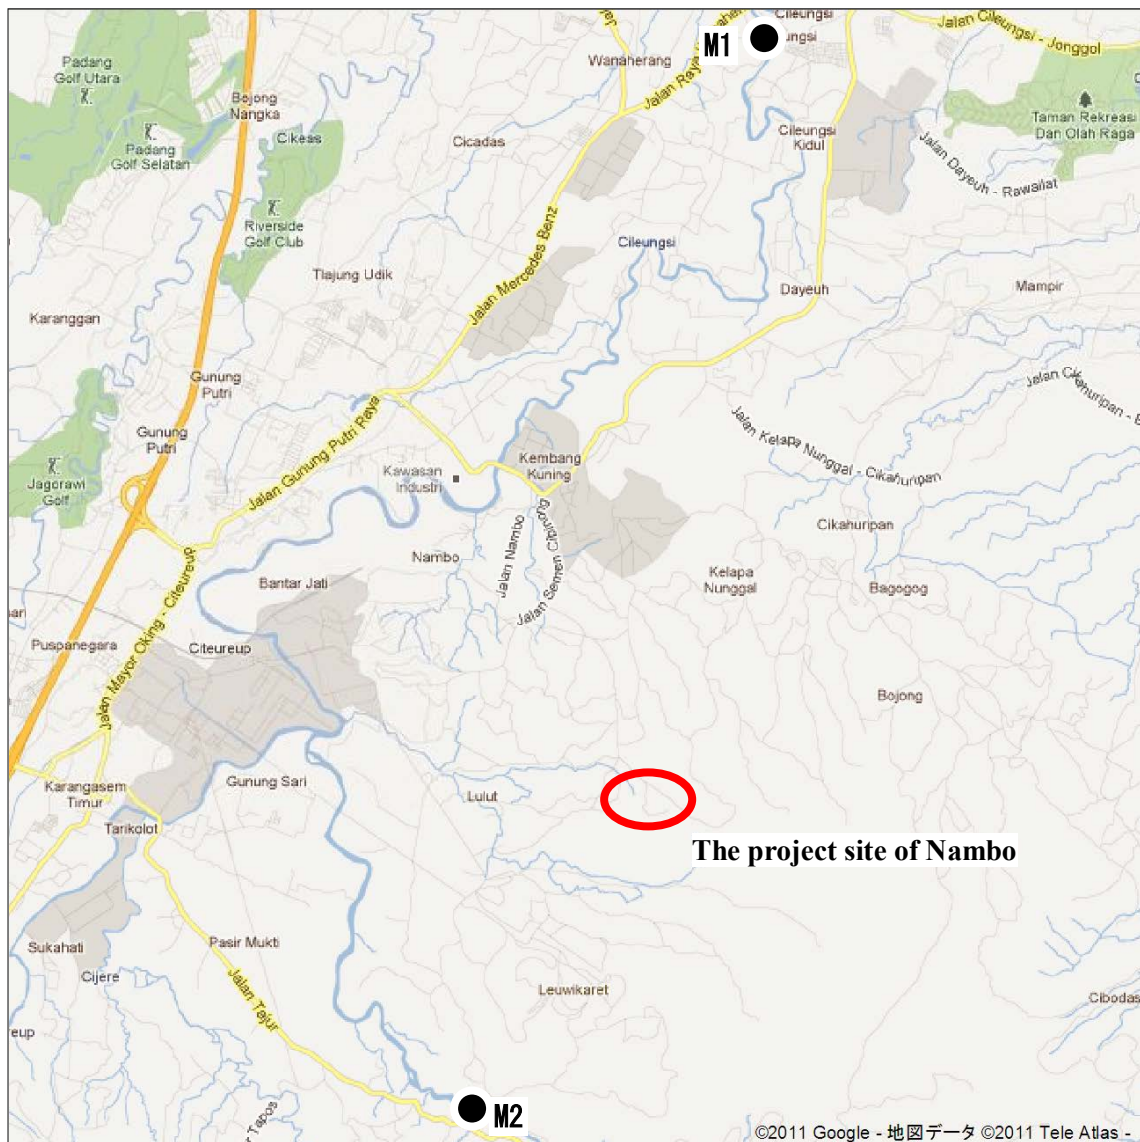 M1
Cileungsi
ungsi
Jalan Cileungsi - Jonggol
Padang
Golf Utara
Wanaherang
Jalan Raya
Bojong
Nangka
Taman Rekreasi
Dan Olah Raga
Cikeas
Cicadas
Cileungsi
Kidul
Padang
Golf Selatan
Jalan Dayeuh - Rawailat
Riverside
Golf Club
Cileungsi
Tlajung Udik
Jalan Mercedes Benz
Dayeuh
Mampir
Karanggan
Gunung
Putri
Jalan Kelapa Nunggal - Cikahuripan
Gunung
Putri
Jalan Gunung Putri Raya
Kembang
Kuning
Kawasan
Industri
Jagorawi
Golf
Cikahuripan
Nambo
Jalan Nambo
Jalan Semen Cibinong
Kelapa
Nunggal
Bagogog
Bantar Jati
Jalan Mayor Oking - Citeureup
Puspanegara
Citeureup
Bojong
Gunung Sari
Karangasem
Timur
Lulut
Tarikolot
The project site of Nambo
Sukahati
Pasir Mukti
Cijere
Jalan Tajur
Leuwikaret
Cibodas
eup
Tapos
M2
©2011 Google - 地図データ ©2011 Tele Atlas -